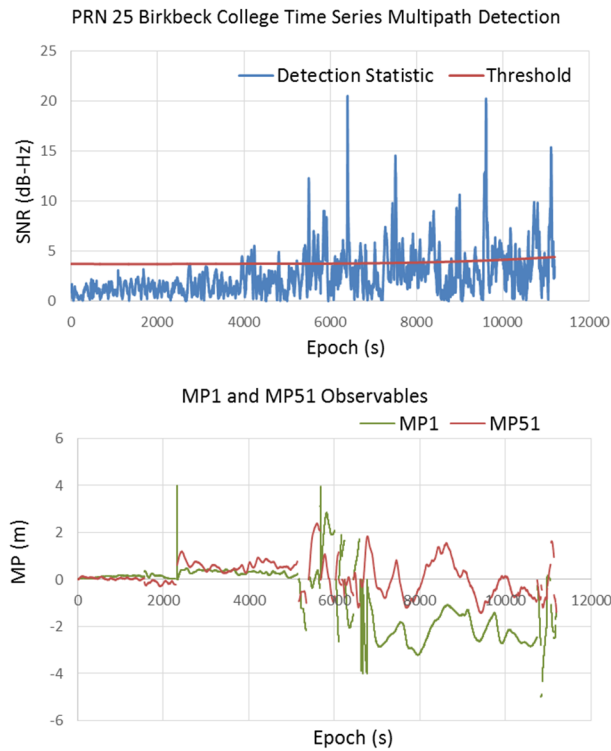 PRN 25 Birkbeck College Time Series Multipath Detection
25
Detection Statistic Threshold
20
15
10
5
0
SNR (dB-Hz)
0 2000 4000 6000 8000 10000 12000
Epoch (s)
MP1 and MP51 Observables
MP1 MP51
6
4
2
0
-2
-4
-6
MP (m)
0 2000 4000 6000 8000 10000 12000
Epoch (s)